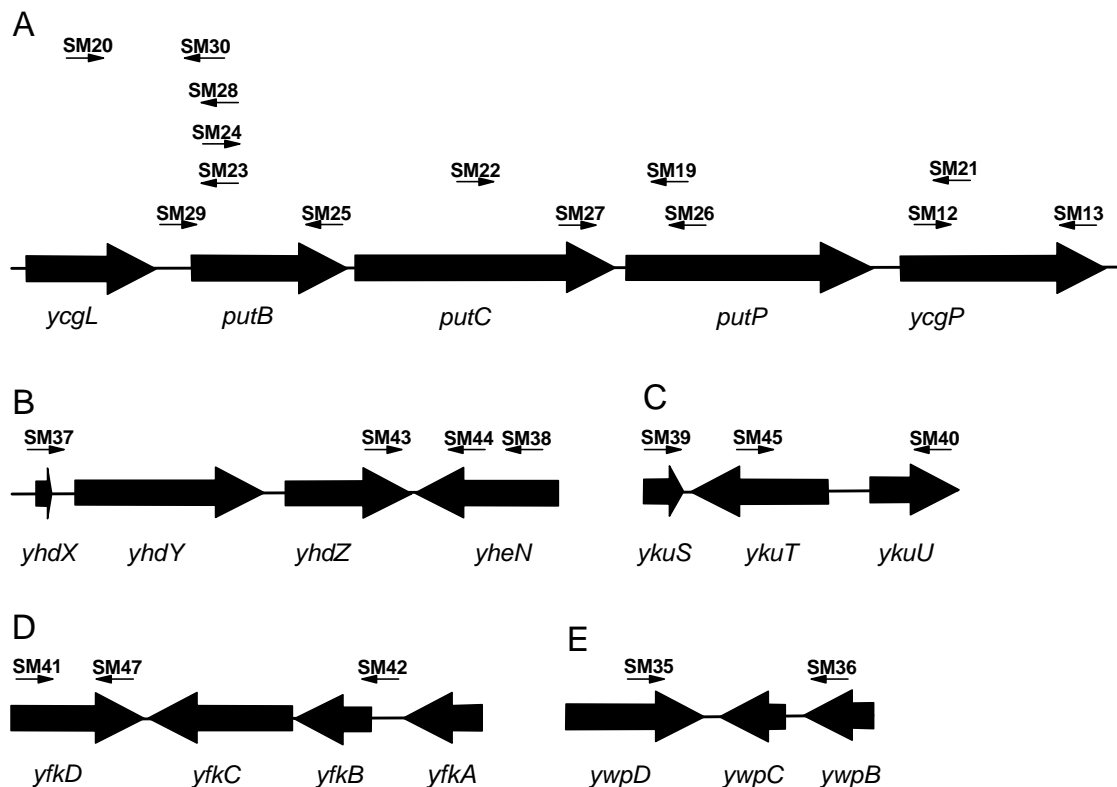 A
SM20 SM30
SM28
SM24
SM23 SM22 SM19 SM21
SM29 SM25 SM27 SM26 SM12 SM13
ycgL putB putC putP ycgP
B
SM37 SM43 SM44 SM38
yhdX yhdY yhdZ yheN
C
SM39 SM45 SM40
ykuS ykuT ykuU
D
SM41 SM47 SM42
yfkD yfkC yfkB yfkA
E
SM35 SM36
ywpD ywpC ywpB